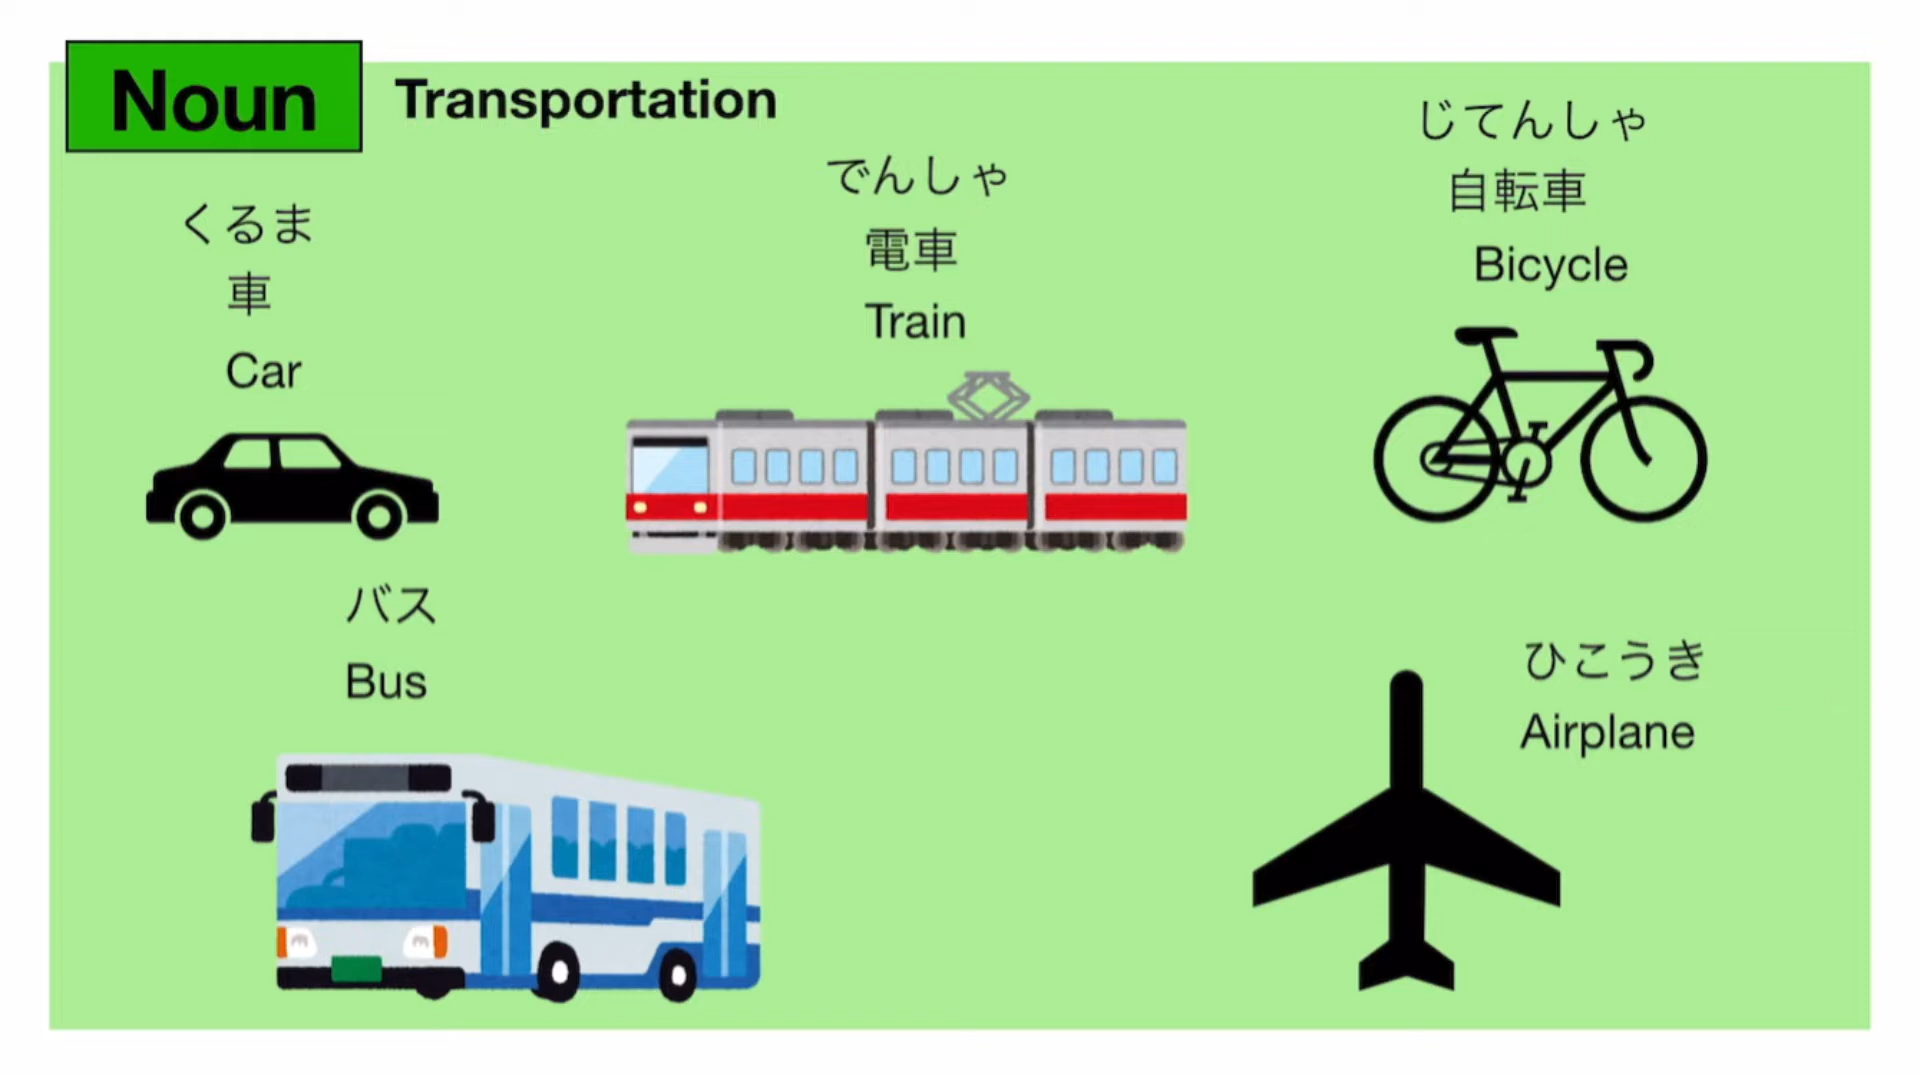 Noun
Transportation
くるま
車
Car
でんしゃ
電車
Train
じてんしゃ
自転車
Bicycle
バス
Bus
ひこうき
Airplane